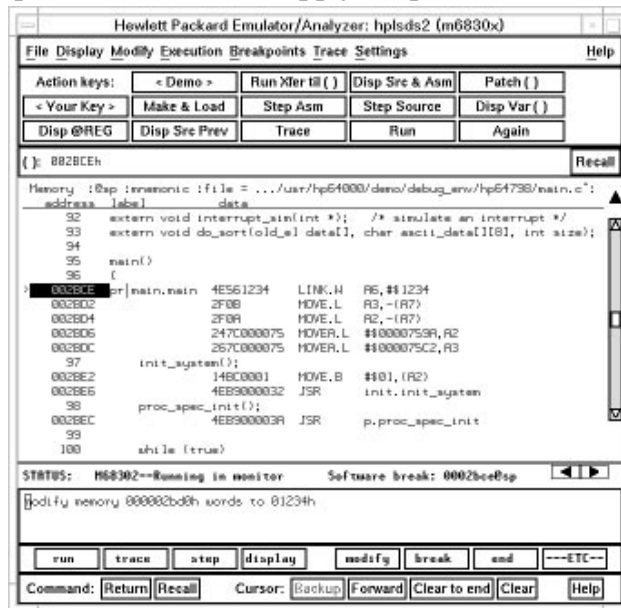 Hewlett Packard Emulator/Analyzer: hplsds2 (m6830x)
File Display Modify Execution Breakpoints Trace Settings Help
Action keys: < Demo > Run Xfer til ( ) Disp Src & Asm Patch ( )
< Your Key > Make & Load Step Asm Step Source Disp Var ( )
Disp @REG Disp Src Prev Trace Run Again
( ): 002BCEh Recall
Memory :@sp :mnemonic :file = .../usr/hp64000/demo/debug_env/hp64798/main.c":
address label data
92 extern void interrupt_sim(int *); /* simulate an interrupt */
93 extern void do_sort(old_el data[], char ascii_data[][8], int size);
94
95 main()
96 {
> 002BCE pr|main.main 4E561234 LINK.W A6,#$1234
002BD2 2F0B MOVE.L A3,-(A7)
002BD4 2F0A MOVE.L A2,-(A7)
002BD6 247C000075 MOVEA.L #$0000759A,A2
002BDC 267C000075 MOVEA.L #$000075C2,A3
97 init_system();
002BE2 14BC0001 MOVE.B #$01,(A2)
002BE6 4EB9000032 JSR init.init_system
98 proc_spec_init();
002BEC 4EB900003A JSR p.proc_spec_init
99
100 while (true)
STATUS: M68302--Running in monitor Software break: 0002bce@sp
modify memory 000002bd0h words to 01234h
run trace step display modify break end ---ETC--
Command: Return Recall Cursor: Backup Forward Clear to end Clear Help